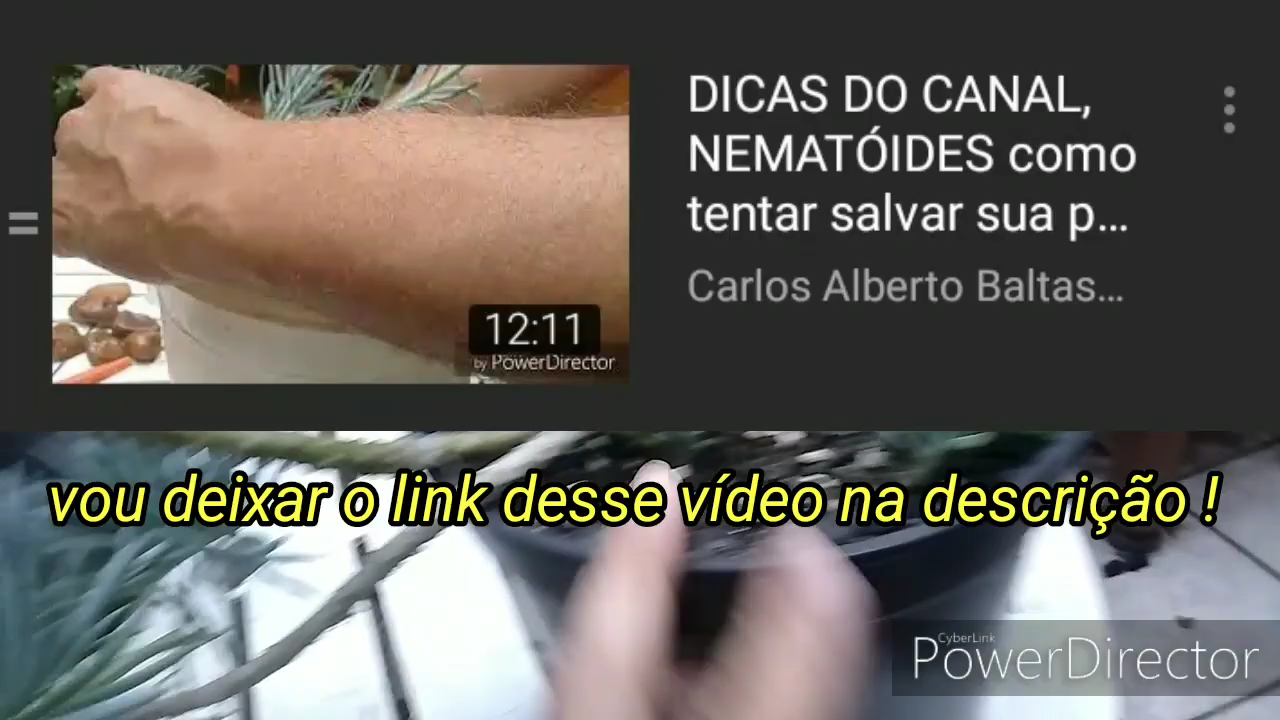 DICAS DO CANAL,
NEMATÓIDES como
tentar salvar sua p...
Carlos Alberto Baltas...
12:11
by PowerDirector
vou deixar o link desse vídeo na descrição !
CyberLink
PowerDirector